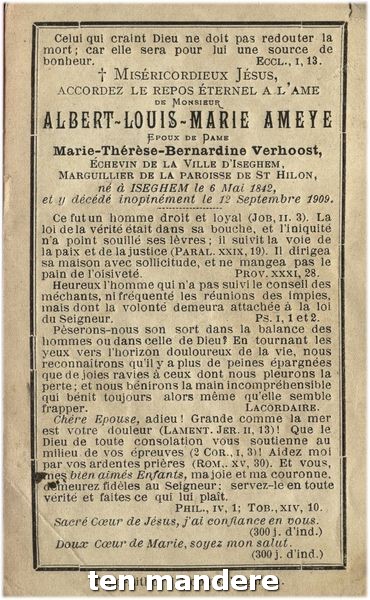 Celui qui craint Dieu ne doit pas redouter la
mort; car elle sera pour lui une source de
bonheur. ECCL., I, 13.
† MISÉRICORDIEUX JÉSUS,
ACCORDEZ LE REPOS ÉTERNEL A L'AME
DE MONSIEUR
ALBERT-LOUIS-MARIE AMEYE
EPOUX DE DAME
Marie-Thérèse-Bernardine Verhoost,
ÉCHEVIN DE LA VILLE D'ISEGHEM,
MARGUILLIER DE LA PAROISSE DE ST HILON,
né à ISEGHEM le 6 Mai 1842,
et y décédé inopinément le 12 Septembre 1909.
Ce fut un homme droit et loyal (JOB, II. 3). La
loi de la vérité était dans sa bouche, et l'iniquité
n'a point souillé ses lèvres; il suivit la voie de
la paix et de la justice (PARAL. XXIX, 19). Il dirigea
sa maison avec sollicitude, et ne mangea pas le
pain de l'oisiveté. PROV. XXXI, 28.
Heureux l'homme qui n'a pas suivi le conseil des
méchants, ni fréquenté les réunions des impies,
mais dont la volonté demeura attachée à la loi
du Seigneur. Ps. I, 1 et 2.
Pèserons-nous son sort dans la balance des
hommes ou dans celle de Dieu? En tournant les
yeux vers l'horizon douloureux de la vie, nous
reconnaîtrons qu'il y a plus de peines épargnées
que de joies ravies à ceux dont nous pleurons la
perte; et nous bénirons la main incompréhensible
qui bénit toujours alors même qu'elle semble
frapper. LACORDAIRE.
Chère Epouse, adieu! Grande comme la mer
est votre douleur (LAMENT. JER. II, 13)! Que le
Dieu de toute consolation vous soutienne au
milieu de vos épreuves (2 COR., I, 3)! Aidez moi
par vos ardentes prières (ROM., XV, 30). Et vous,
mes bien aimés Enfants, ma joie et ma couronne,
demeurez fidèles au Seigneur; servez-le en toute
vérité et faites ce qui lui plaît.
PHIL., IV, 1; TOB., XIV, 10.
Sacré Cœur de Jésus, j'ai confiance en vous.
(300 j. d'ind.)
Doux Cœur de Marie, soyez mon salut.
(300 j. d'ind.)
ten mandere